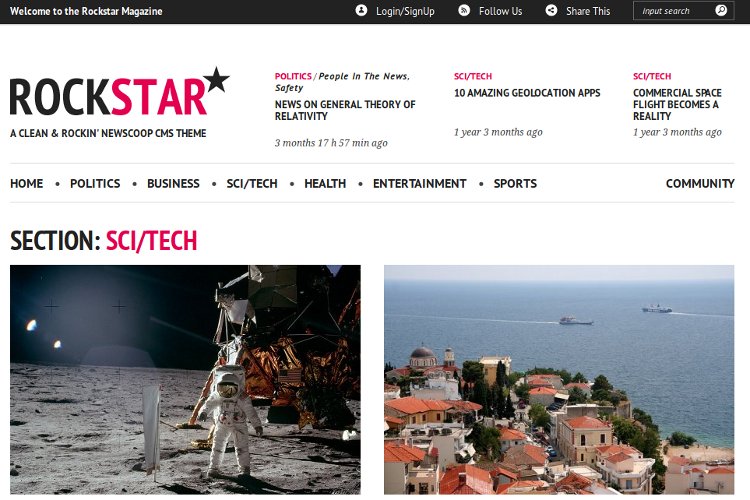 Welcome to the Rockstar Magazine
Login/SignUp
Follow Us
Share This
Input search
ROCKSTAR
A CLEAN & ROCKIN' NEWSCOOP CMS THEME
POLITICS / People In The News,
Safety
NEWS ON GENERAL THEORY OF
RELATIVITY
3 months 17 h 57 min ago
SCI/TECH
10 AMAZING GEOLOCATION APPS
1 year 3 months ago
SCI/TECH
COMMERCIAL SPACE
FLIGHT BECOMES A
REALITY
1 year 3 months ago
HOME • POLITICS • BUSINESS • SCI/TECH • HEALTH • ENTERTAINMENT • SPORTS
COMMUNITY
SECTION: SCI/TECH